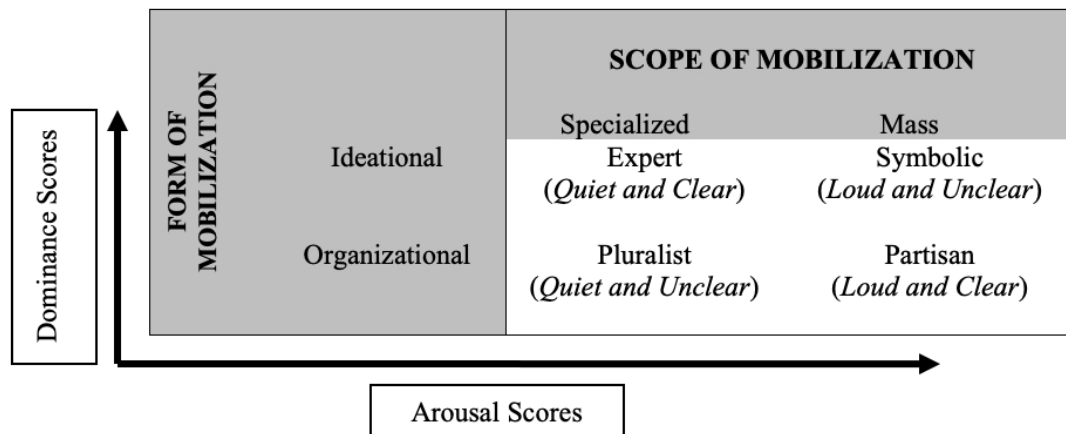 SCOPE OF MOBILIZATION
FORM OF
MOBILIZATION
Specialized Mass
Ideational Expert Symbolic
(Quiet and Clear) (Loud and Unclear)
Organizational Pluralist Partisan
(Quiet and Unclear) (Loud and Clear)
Dominance Scores
Arousal Scores